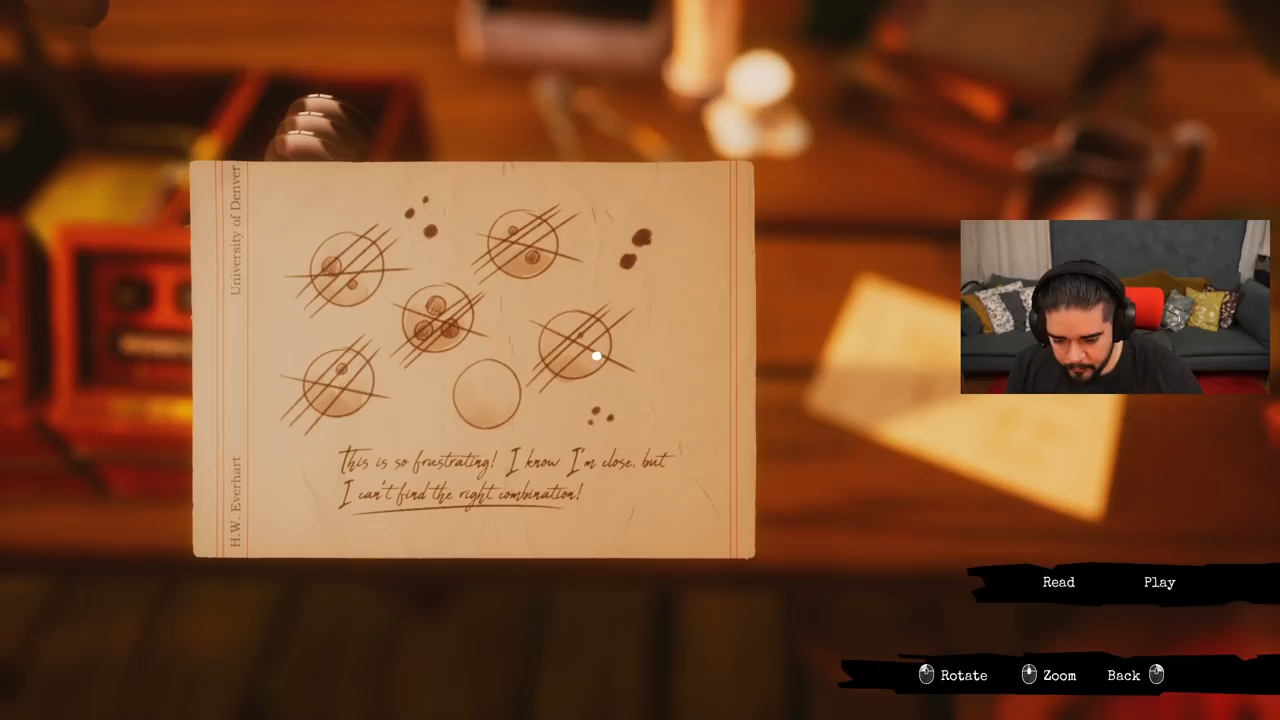 University of Denver
H.W. Everhart
This is so frustrating! I know I'm close, but
I can't find the right combination!
Read
Play
Rotate
Zoom
Back